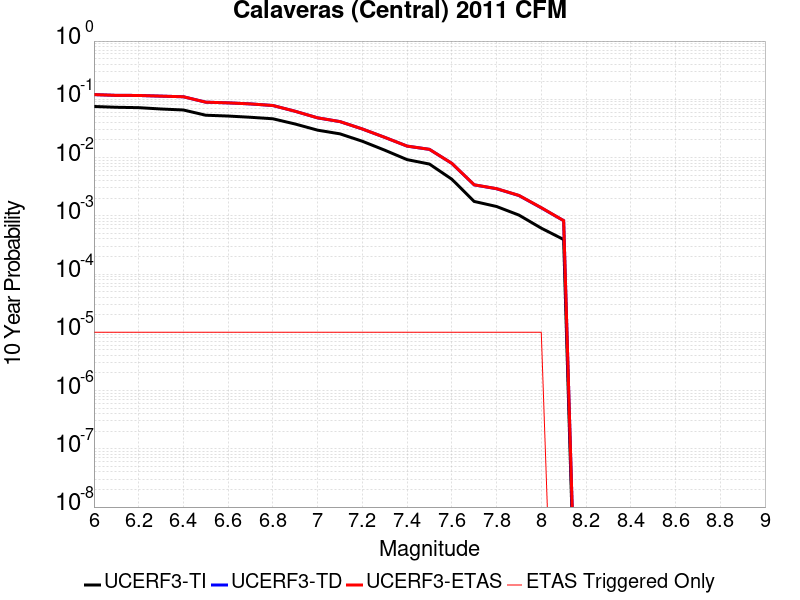 Calaveras (Central) 2011 CFM
10^0
10^-1
10^-2
10^-3
10^-4
10^-5
10^-6
10^-7
10^-8
10 Year Probability
6 6.2 6.4 6.6 6.8 7 7.2 7.4 7.6 7.8 8 8.2 8.4 8.6 8.8 9
Magnitude
UCERF3-TI UCERF3-TD UCERF3-ETAS ETAS Triggered Only